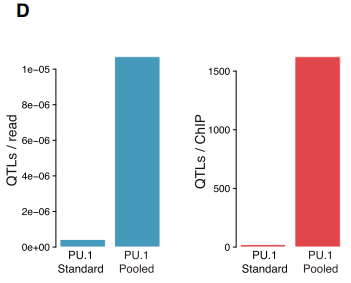 D
QTLs / read
1e−05
8e−06
6e−06
4e−06
2e−06
0e+00
PU.1 Standard
PU.1 Pooled
QTLs / ChIP
1500
1000
500
0
PU.1 Standard
PU.1 Pooled